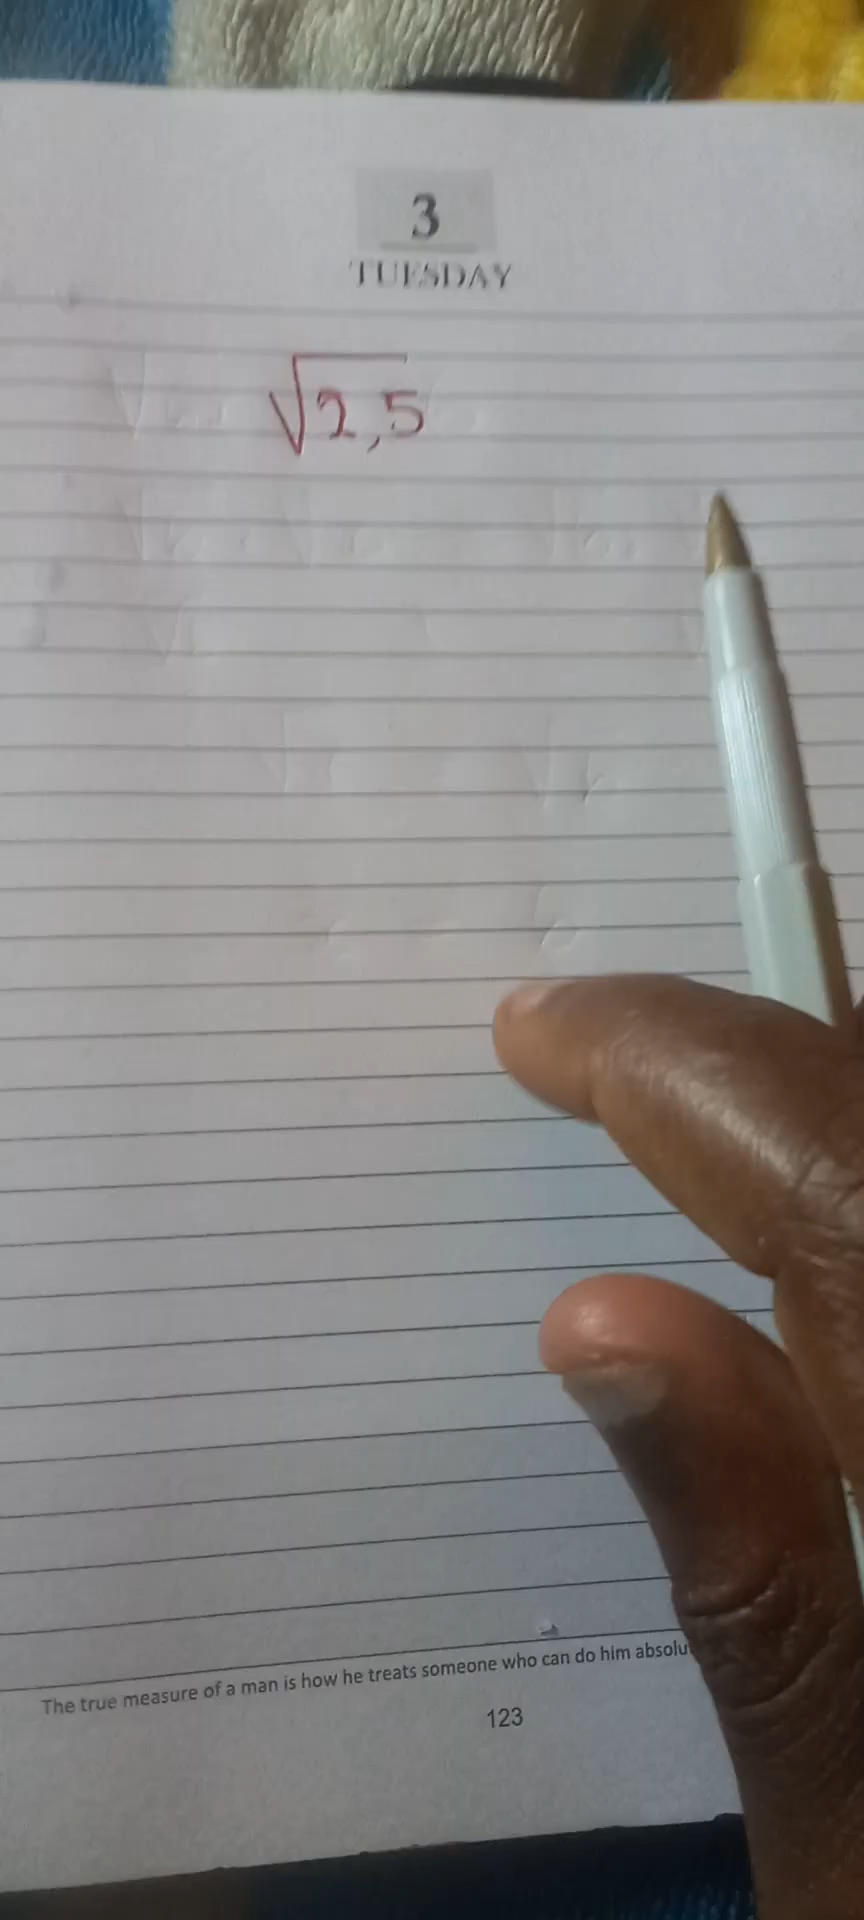 3
TUESDAY
√2,5
The true measure of a man is how he treats someone who can do him
123